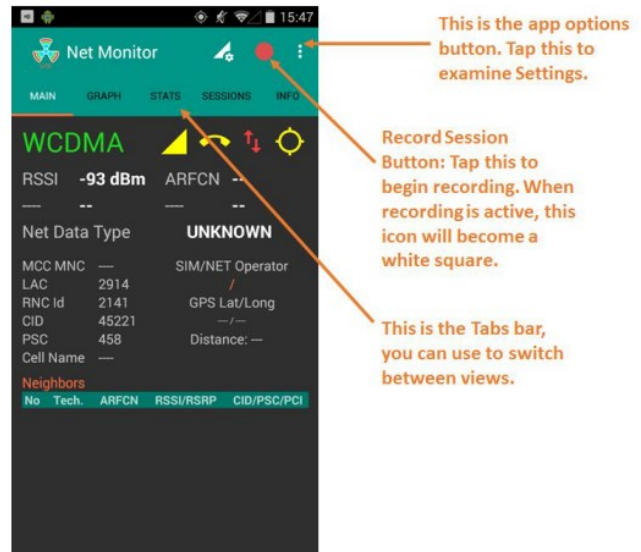 15:47
Net Monitor
MAIN GRAPH STATS SESSIONS INFO
WCDMA
RSSI -93 dBm ARFCN --
---- -- ---- --
Net Data Type UNKNOWN
MCC MNC ---- SIM/NET Operator
LAC 2914 /
RNC Id 2141 GPS Lat/Long
CID 45221 ---/---
PSC 458 Distance: ---
Cell Name ----
Neighbors
No Tech. ARFCN RSSI/RSRP CID/PSC/PCI
This is the app options
button. Tap this to
examine Settings.
Record Session
Button: Tap this to
begin recording. When
recording is active, this
icon will become a
white square.
This is the Tabs bar,
you can use to switch
between views.